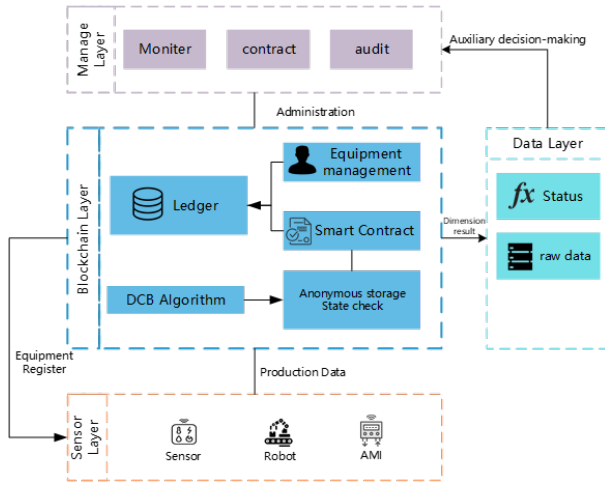 Manage
Layer
Moniter
contract
audit
Auxiliary decision-making
Administration
Blockchain Layer
Equipment
management
Ledger
Smart Contract
DCB Algorithm
Anonymous storage
State check
Dimension
result
Data Layer
fx Status
raw data
Equipment
Register
Production Data
Sensor
Layer
Sensor
Robot
AMI